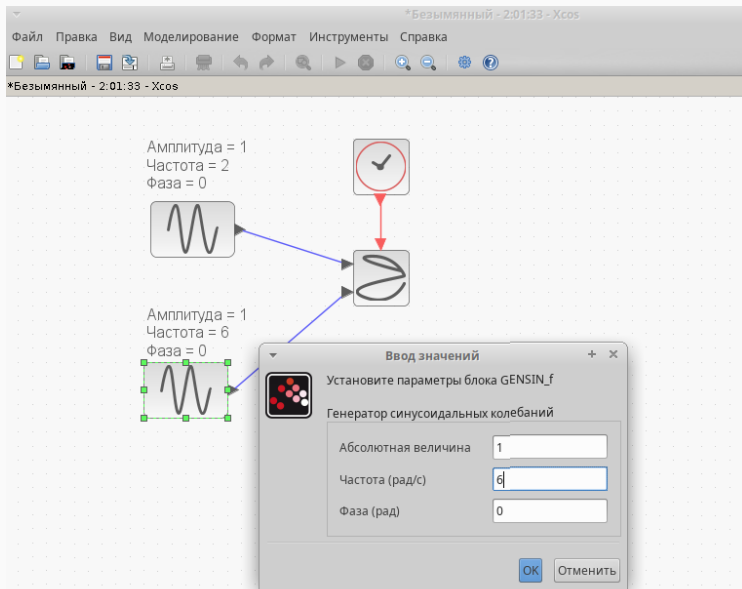 *Безымянный - 2:01:33 - Xcos
Файл Правка Вид Моделирование Формат Инструменты Справка
*Безымянный - 2:01:33 - Xcos
Амплитуда = 1
Частота = 2
Фаза = 0
Амплитуда = 1
Частота = 6
Фаза = 0
Ввод значений
Установите параметры блока GENSIN_f
Генератор синусоидальных колебаний
Абсолютная величина 1
Частота (рад/с) 6
Фаза (рад) 0
OK Отменить